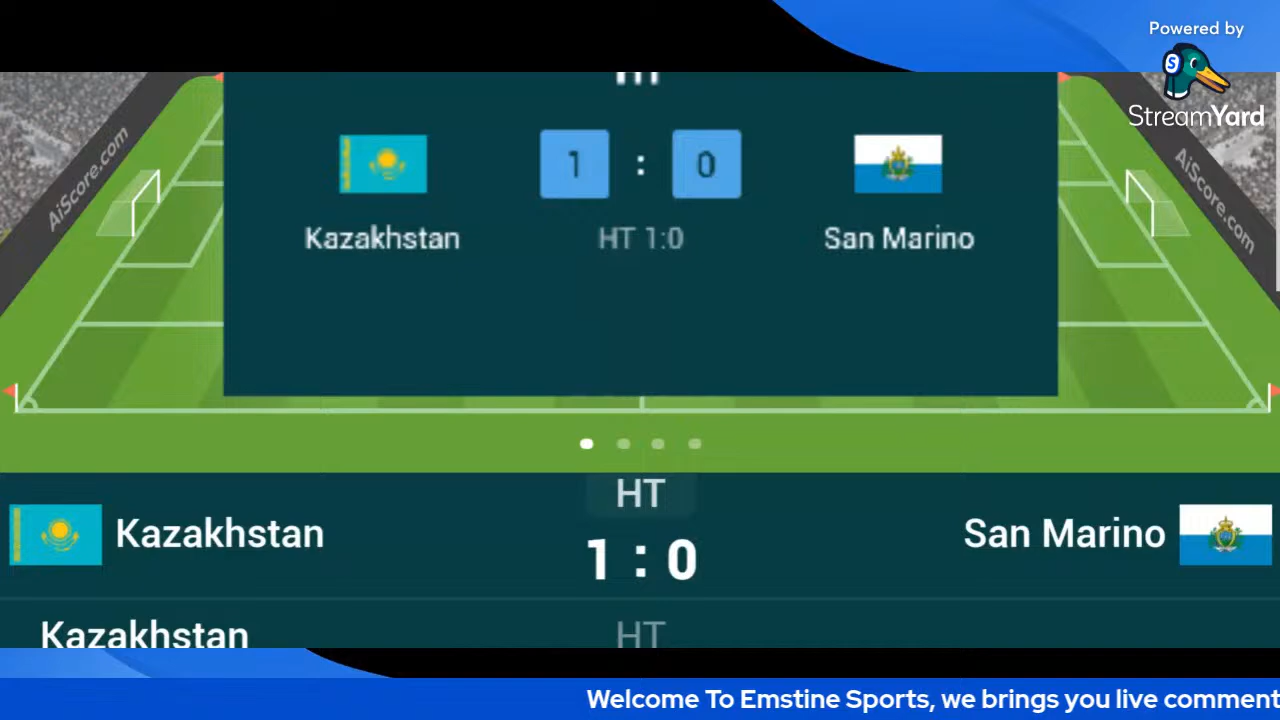 Powered by
StreamYard
AiScore.com
AiScore.com
HT
1 : 0
Kazakhstan
HT 1:0
San Marino
HT
Kazakhstan
1 : 0
San Marino
Kazakhstan
HT
Welcome To Emstine Sports, we brings you live comment